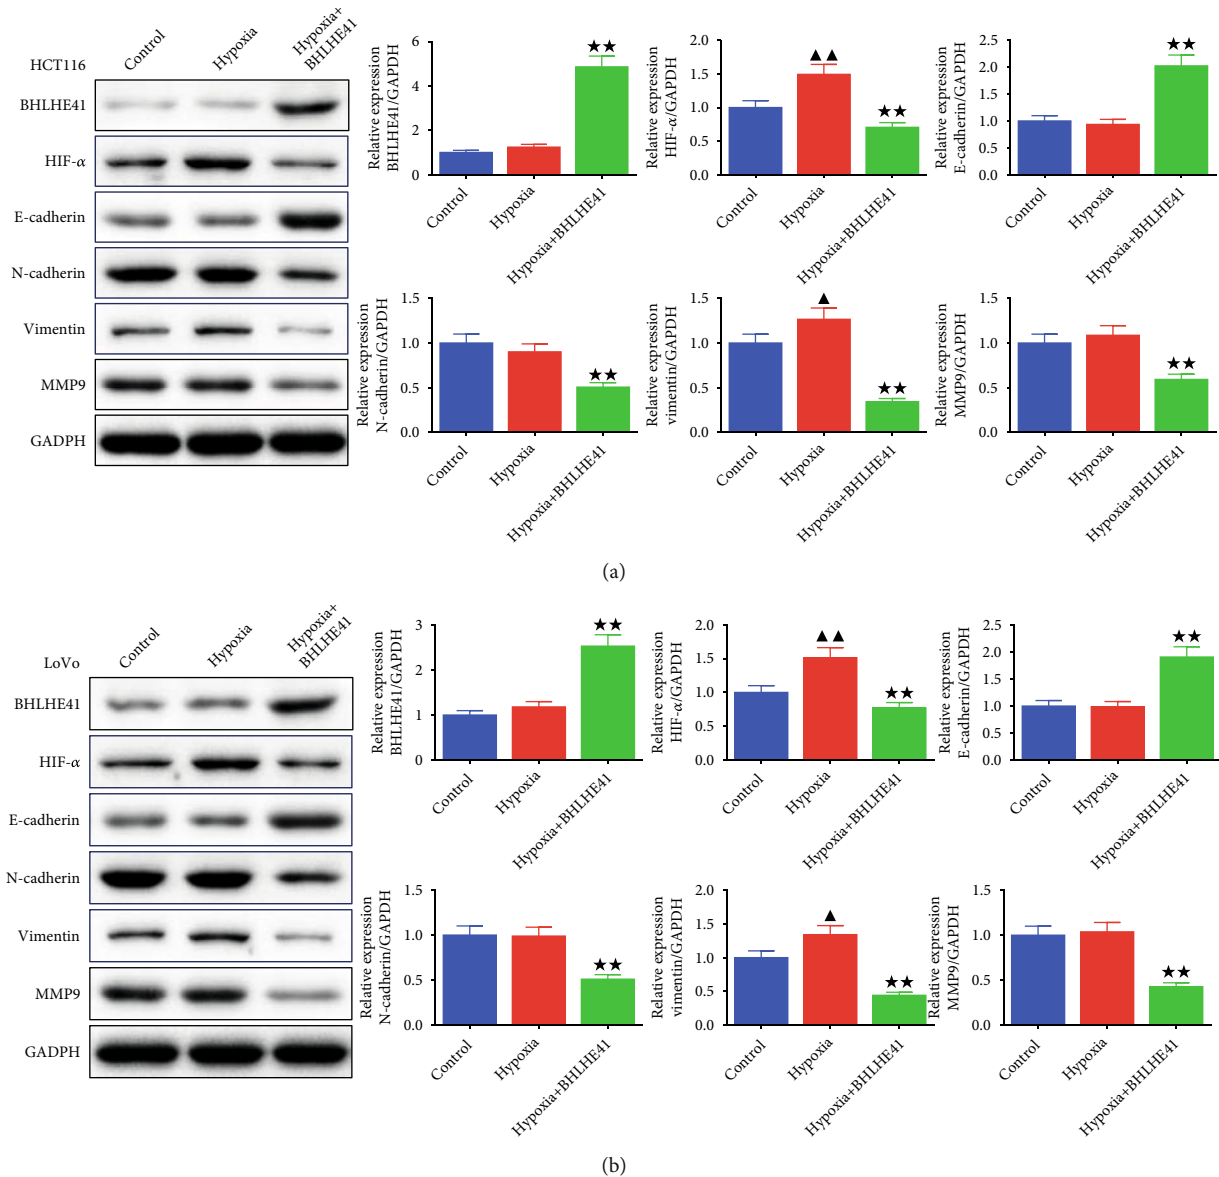 HCT116
Control
Hypoxia
Hypoxia+
BHLHE41
BHLHE41
HIF-α
E-cadherin
N-cadherin
Vimentin
MMP9
GADPH
Relative expression
BHLHE41/GAPDH
6
4
2
0
★★
Control
Hypoxia
Hypoxia+BHLHE41
Relative expression
HIF-α/GAPDH
2.0
1.5
1.0
0.5
0.0
▲▲
★★
Control
Hypoxia
Hypoxia+BHLHE41
Relative expression
E-cadherin/GAPDH
2.5
2.0
1.5
1.0
0.5
0.0
★★
Control
Hypoxia
Hypoxia+BHLHE41
Relative expression
N-cadherin/GAPDH
1.5
1.0
0.5
0.0
★★
Control
Hypoxia
Hypoxia+BHLHE41
Relative expression
vimentin/GAPDH
1.5
1.0
0.5
0.0
▲
★★
Control
Hypoxia
Hypoxia+BHLHE41
Relative expression
MMP9/GAPDH
1.5
1.0
0.5
0.0
★★
Control
Hypoxia
Hypoxia+BHLHE41
(a)
LoVo
Control
Hypoxia
Hypoxia+
BHLHE41
BHLHE41
HIF-α
E-cadherin
N-cadherin
Vimentin
MMP9
GADPH
Relative expression
BHLHE41/GAPDH
3
2
1
0
★★
Control
Hypoxia
Hypoxia+BHLHE41
Relative expression
HIF-α/GAPDH
2.0
1.5
1.0
0.5
0.0
▲▲
★★
Control
Hypoxia
Hypoxia+BHLHE41
Relative expression
E-cadherin/GAPDH
2.5
2.0
1.5
1.0
0.5
0.0
★★
Control
Hypoxia
Hypoxia+BHLHE41
Relative expression
N-cadherin/GAPDH
1.5
1.0
0.5
0.0
★★
Control
Hypoxia
Hypoxia+BHLHE41
Relative expression
vimentin/GAPDH
2.0
1.5
1.0
0.5
0.0
▲
★★
Control
Hypoxia
Hypoxia+BHLHE41
Relative expression
MMP9/GAPDH
1.5
1.0
0.5
0.0
★★
Control
Hypoxia
Hypoxia+BHLHE41
(b)